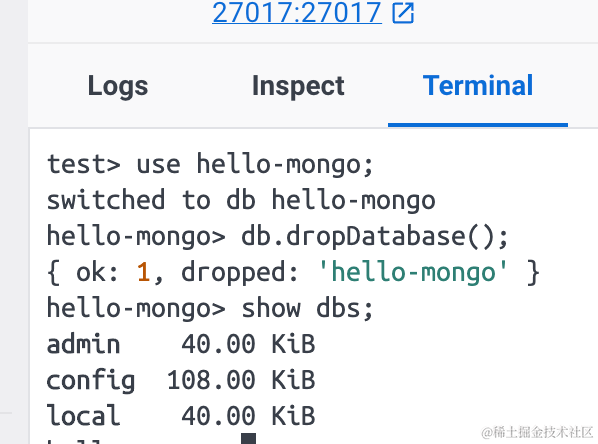 27017:27017
Logs Inspect Terminal
test> use hello-mongo;
switched to db hello-mongo
hello-mongo> db.dropDatabase();
{ ok: 1, dropped: 'hello-mongo' }
hello-mongo> show dbs;
admin    40.00 KiB
config  108.00 KiB
local    40.00 KiB
@稀土掘金技术社区